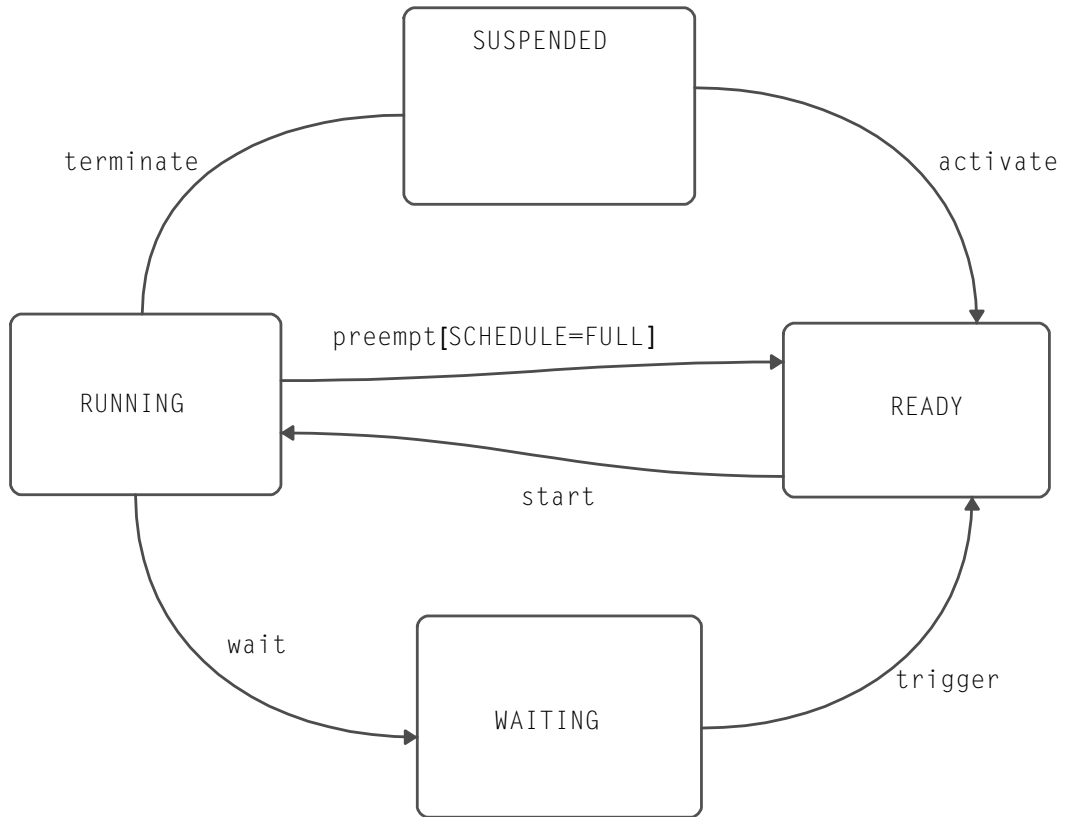 SUSPENDED
terminate
activate
preempt[SCHEDULE=FULL]
RUNNING
READY
start
wait
trigger
WAITING